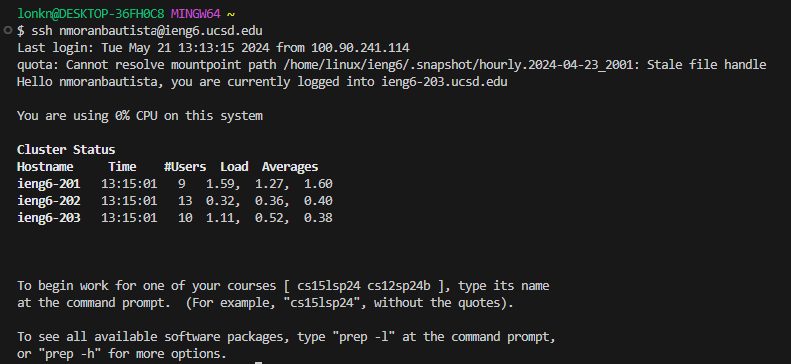 lonkn@DESKTOP-36FH0C8 MINGW64 ~
$ ssh nmoranbautista@ieng6.ucsd.edu
Last login: Tue May 21 13:13:15 2024 from 100.90.241.114
quota: Cannot resolve mountpoint path /home/linux/ieng6/.snapshot/hourly.2024-04-23_2001: Stale file handle
Hello nmoranbautista, you are currently logged into ieng6-203.ucsd.edu
You are using 0% CPU on this system
Cluster Status
Hostname     Time    #Users  Load  Averages
ieng6-201   13:15:01   9   1.59,  1.27,  1.60
ieng6-202   13:15:01   13  0.32,  0.36,  0.40
ieng6-203   13:15:01   10  1.11,  0.52,  0.38
To begin work for one of your courses [ cs15lsp24 cs12sp24b ], type its name
at the command prompt.  (For example, "cs15lsp24", without the quotes).
To see all available software packages, type "prep -l" at the command prompt,
or "prep -h" for more options.